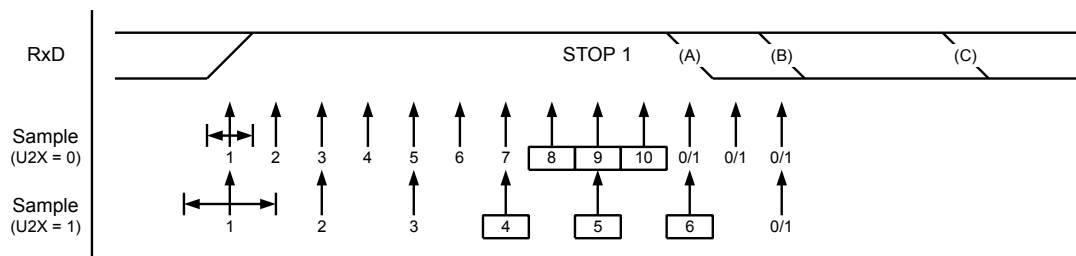 RxD STOP 1 (A) (B) (C)
Sample
(U2X = 0)
1 2 3 4 5 6 7 8 9 10 0/1 0/1 0/1
Sample
(U2X = 1)
1 2 3 4 5 6 0/1